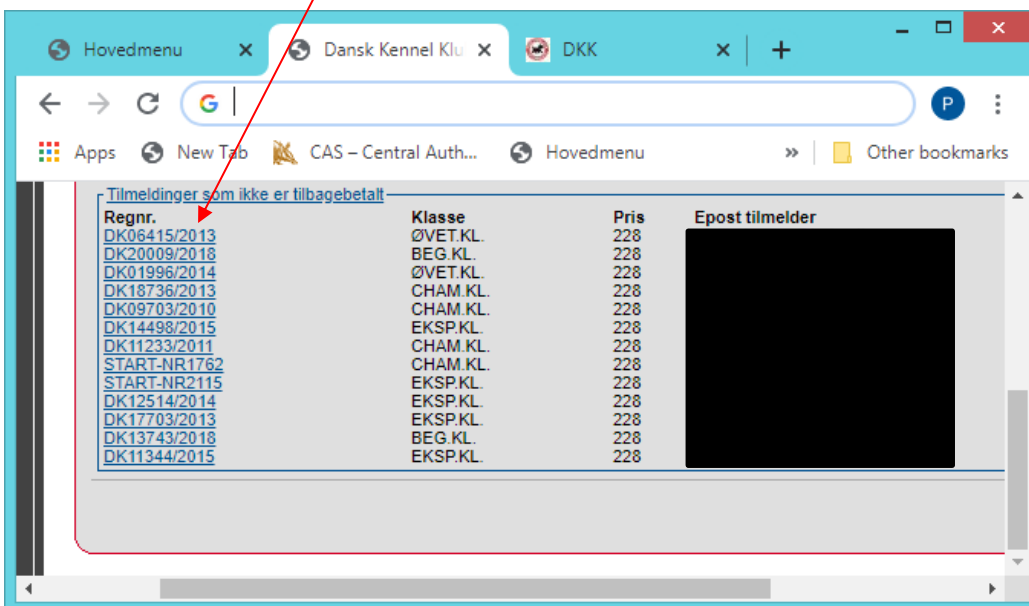 Hovedmenu Dansk Kennel Klu DKK
G
P
Apps New Tab CAS – Central Auth... Hovedmenu » Other bookmarks
Tilmeldinger som ikke er tilbagebetalt
Regnr. Klasse Pris Epost tilmelder
DK06415/2013 ØVET.KL. 228
DK20009/2018 BEG.KL. 228
DK01996/2014 ØVET.KL. 228
DK18736/2013 CHAM.KL. 228
DK09703/2010 CHAM.KL. 228
DK14498/2015 EKSP.KL. 228
DK11233/2011 CHAM.KL. 228
START-NR1762 CHAM.KL. 228
START-NR2115 EKSP.KL. 228
DK12514/2014 EKSP.KL. 228
DK17703/2013 EKSP.KL. 228
DK13743/2018 BEG.KL. 228
DK11344/2015 EKSP.KL. 228